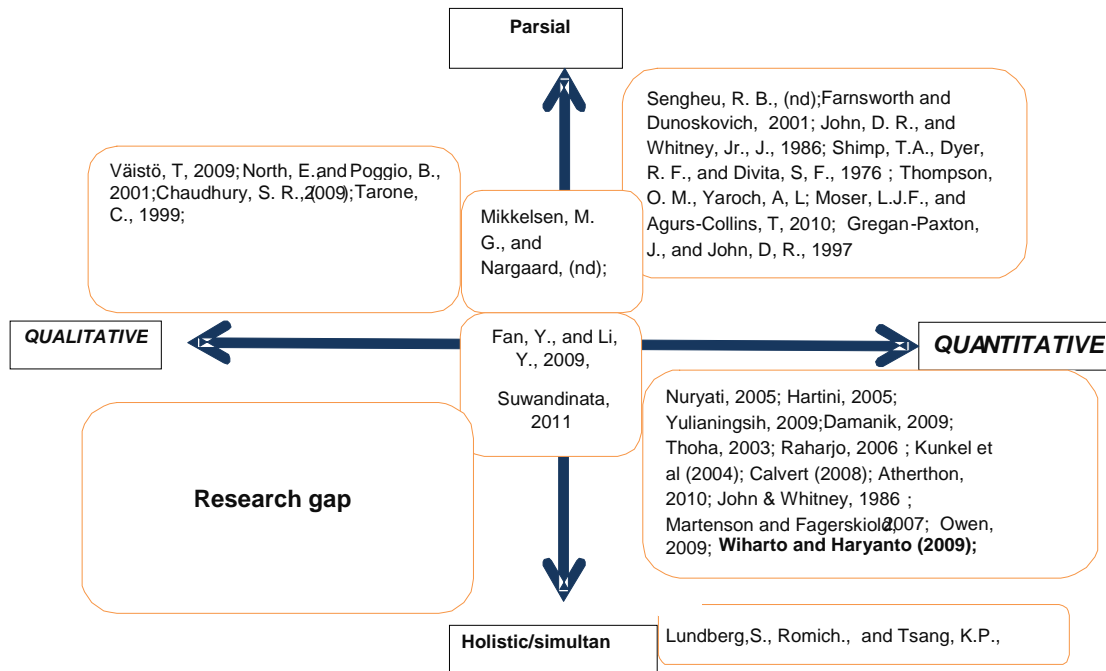 Parsial
Sengheu, R. B., (nd);Farnsworth and
Dunoskovich, 2001; John, D. R., and
Whitney, Jr., J., 1986; Shimp, T.A., Dyer,
R. F., and Divita, S, F., 1976 ; Thompson,
O. M., Yaroch, A, L; Moser, L.J.F., and
Agurs-Collins, T, 2010; Gregan-Paxton,
J., and John, D, R., 1997
Väistö, T, 2009; North, E., and Poggio, B.,
2001;Chaudhury, S. R., (2009); Tarone,
C., 1999;
Mikkelsen, M.
G., and
Nargaard, (nd);
QUALITATIVE
Fan, Y., and Li,
Y., 2009,
Suwandinata,
2011
QUANTITATIVE
Nuryati, 2005; Hartini, 2005;
Yulianingsih, 2009;Damanik, 2009;
Thoha, 2003; Raharjo, 2006 ; Kunkel et
al (2004); Calvert (2008); Atherthon,
2010; John & Whitney, 1986 ;
Martenson and Fagerskiold, 2007; Owen,
2009; Wiharto and Haryanto (2009);
Research gap
Holistic/simultan
Lundberg,S., Romich., and Tsang, K.P.,